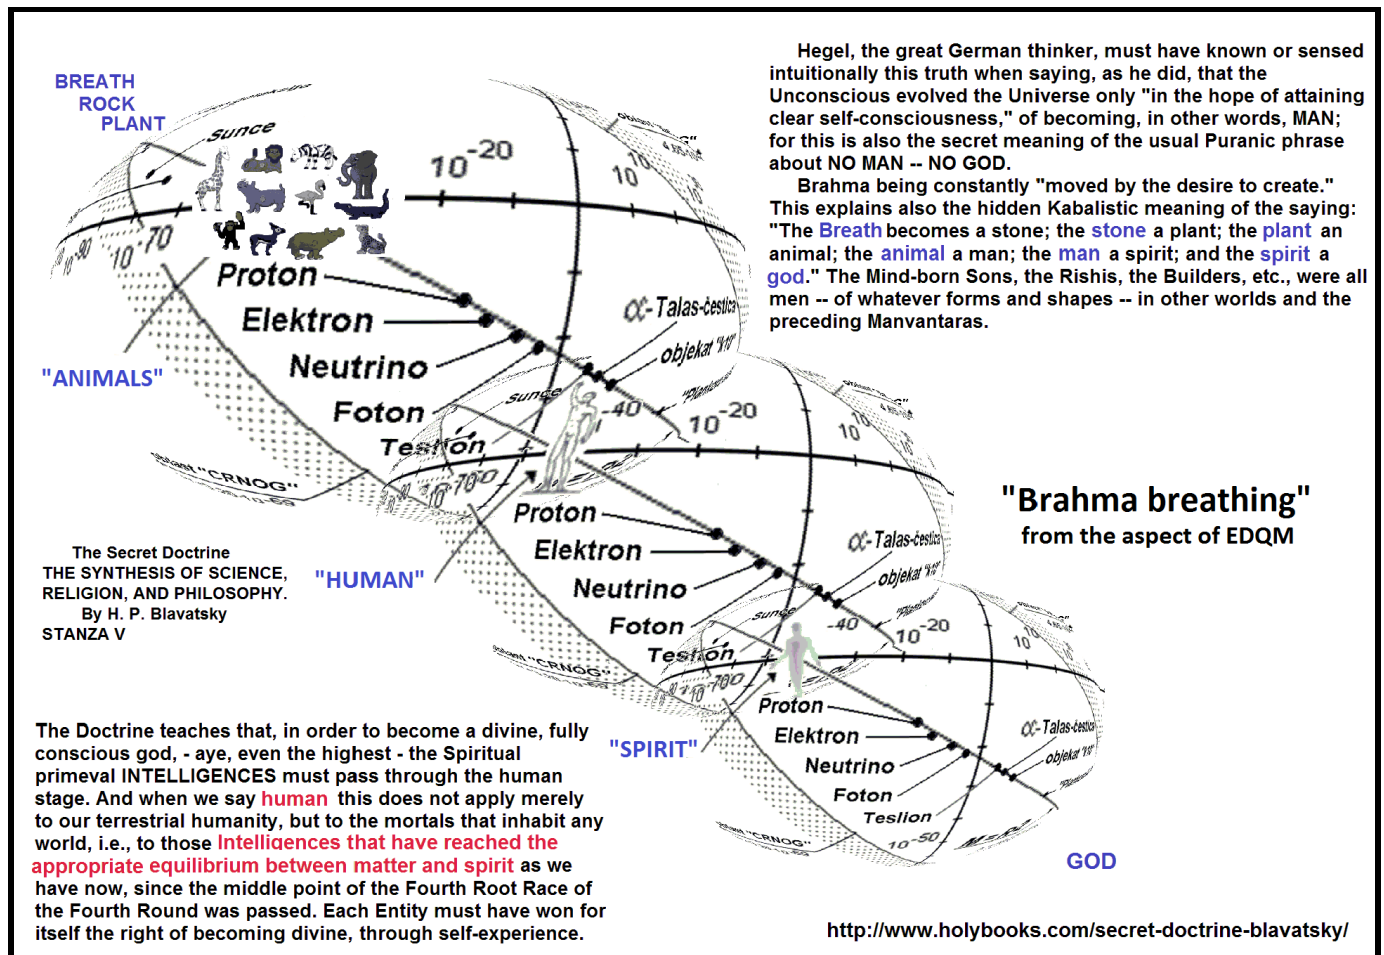 BREATH
ROCK
PLANT
Sunce
10⁻²⁰
10⁻⁹⁰
10⁻⁷⁰
10
10
Proton
Elektron
Neutrino
Foton
Teslion
α-Talas-čestica
objekat "k10"
"ANIMALS"
"CRNOG"
Hegel, the great German thinker, must have known or sensed
intuitionally this truth when saying, as he did, that the
Unconscious evolved the Universe only "in the hope of attaining
clear self-consciousness," of becoming, in other words, MAN;
for this is also the secret meaning of the usual Puranic phrase
about NO MAN -- NO GOD.
Brahma being constantly "moved by the desire to create."
This explains also the hidden Kabalistic meaning of the saying:
"The Breath becomes a stone; the stone a plant; the plant an
animal; the animal a man; the man a spirit; and the spirit a
god." The Mind-born Sons, the Rishis, the Builders, etc., were all
men -- of whatever forms and shapes -- in other worlds and the
preceding Manvantaras.
sunce
-40
10⁻²⁰
10
10
10⁻⁷⁰
Proton
Elektron
Neutrino
Foton
Teslion
α-Talas-čestica
objekat "k10"
"HUMAN"
"CRNOG"
"Brahma breathing"
from the aspect of EDQM
The Secret Doctrine
THE SYNTHESIS OF SCIENCE,
RELIGION, AND PHILOSOPHY.
By H. P. Blavatsky
STANZA V
sunce
-40
10⁻²⁰
10
10
10⁻⁷⁰
Proton
Elektron
Neutrino
Foton
Teslion
α-Talas-čestica
objekat "k10"
"SPIRIT"
"CRNOG"
10⁻⁵⁰
GOD
The Doctrine teaches that, in order to become a divine, fully
conscious god, - aye, even the highest - the Spiritual
primeval INTELLIGENCES must pass through the human
stage. And when we say human this does not apply merely
to our terrestrial humanity, but to the mortals that inhabit any
world, i.e., to those Intelligences that have reached the
appropriate equilibrium between matter and spirit as we
have now, since the middle point of the Fourth Root Race of
the Fourth Round was passed. Each Entity must have won for
itself the right of becoming divine, through self-experience.
http://www.holybooks.com/secret-doctrine-blavatsky/